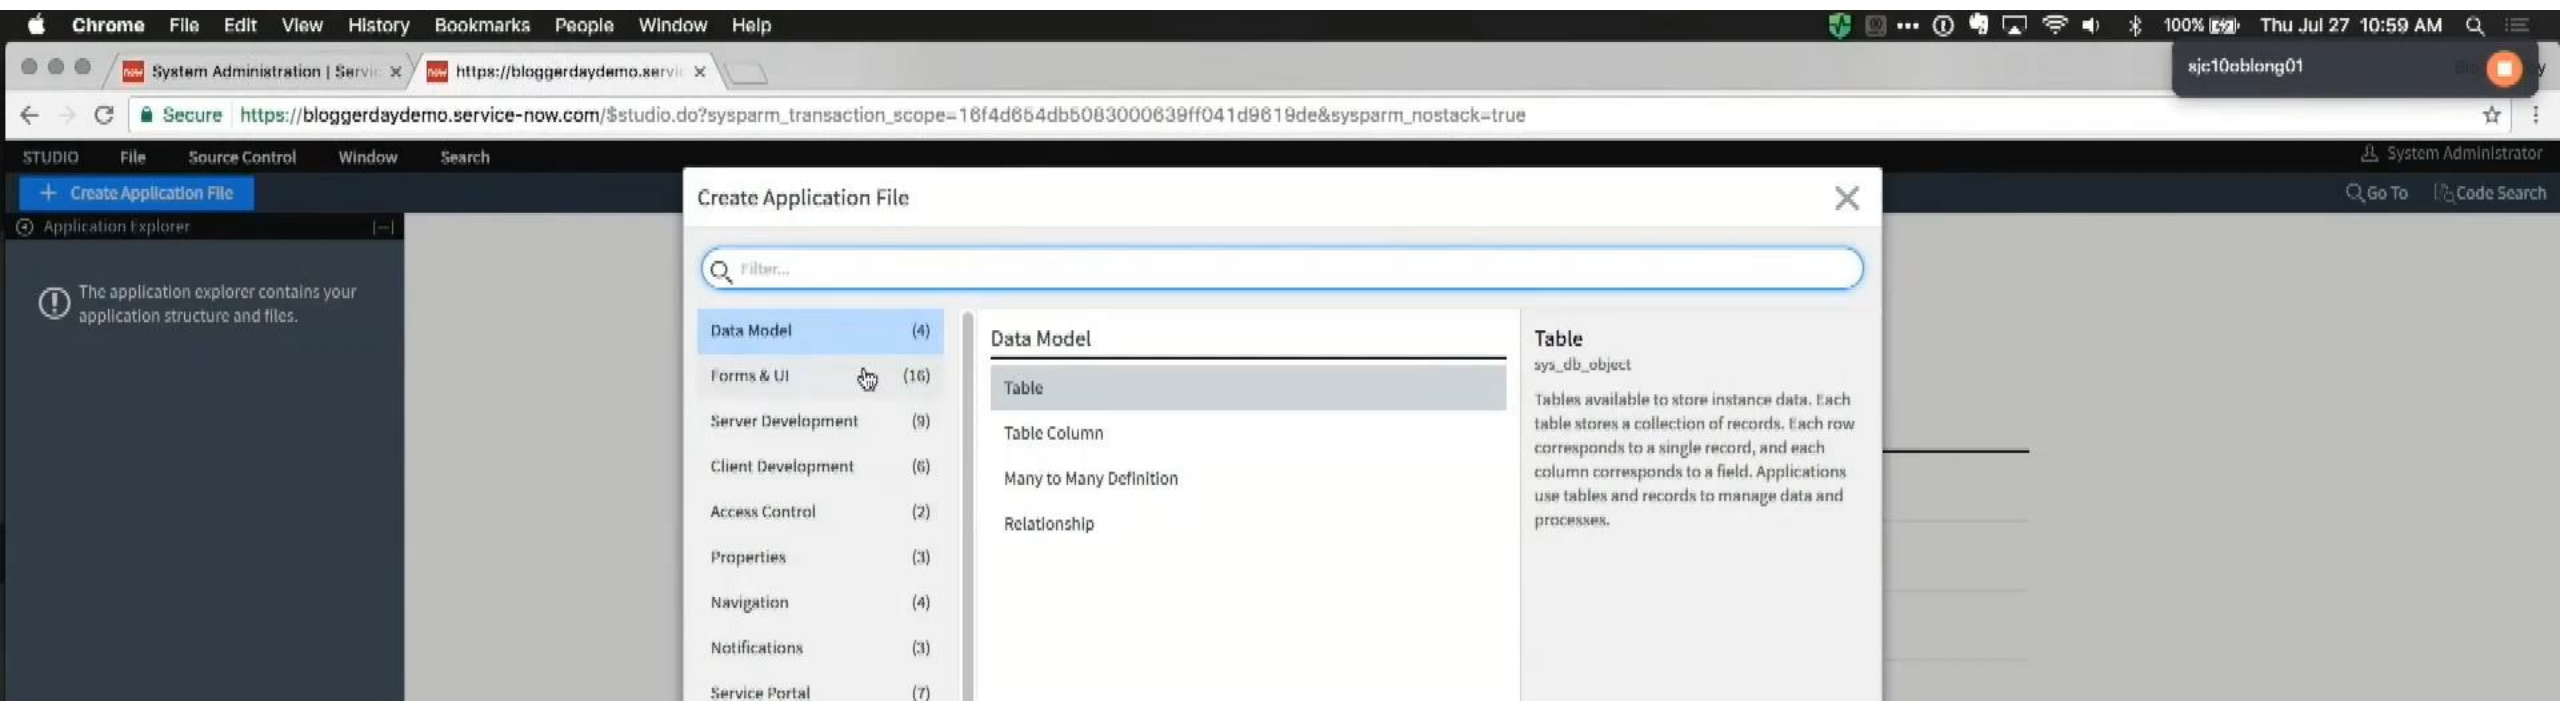 Chrome File Edit View History Bookmarks People Window Help 100% Thu Jul 27 10:59 AM
System Administration | Servic × https://bloggerdaydemo.servic ×
sjc10oblong01
Secure https://bloggerdaydemo.service-now.com/$studio.do?sysparm_transaction_scope=16f4d654db5083000639ff041d9619de&sysparm_nostack=true
STUDIO File Source Control Window Search System Administrator
+ Create Application File Go To Code Search
Create Application File
Application Explorer
Filter...
The application explorer contains your
application structure and files.
Data Model (4)
Forms & UI (16)
Server Development (9)
Client Development (6)
Access Control (2)
Properties (3)
Navigation (4)
Notifications (3)
Service Portal (7)
Data Model
Table
Table Column
Many to Many Definition
Relationship
Table
sys_db_object
Tables available to store instance data. Each
table stores a collection of records. Each row
corresponds to a single record, and each
column corresponds to a field. Applications
use tables and records to manage data and
processes.